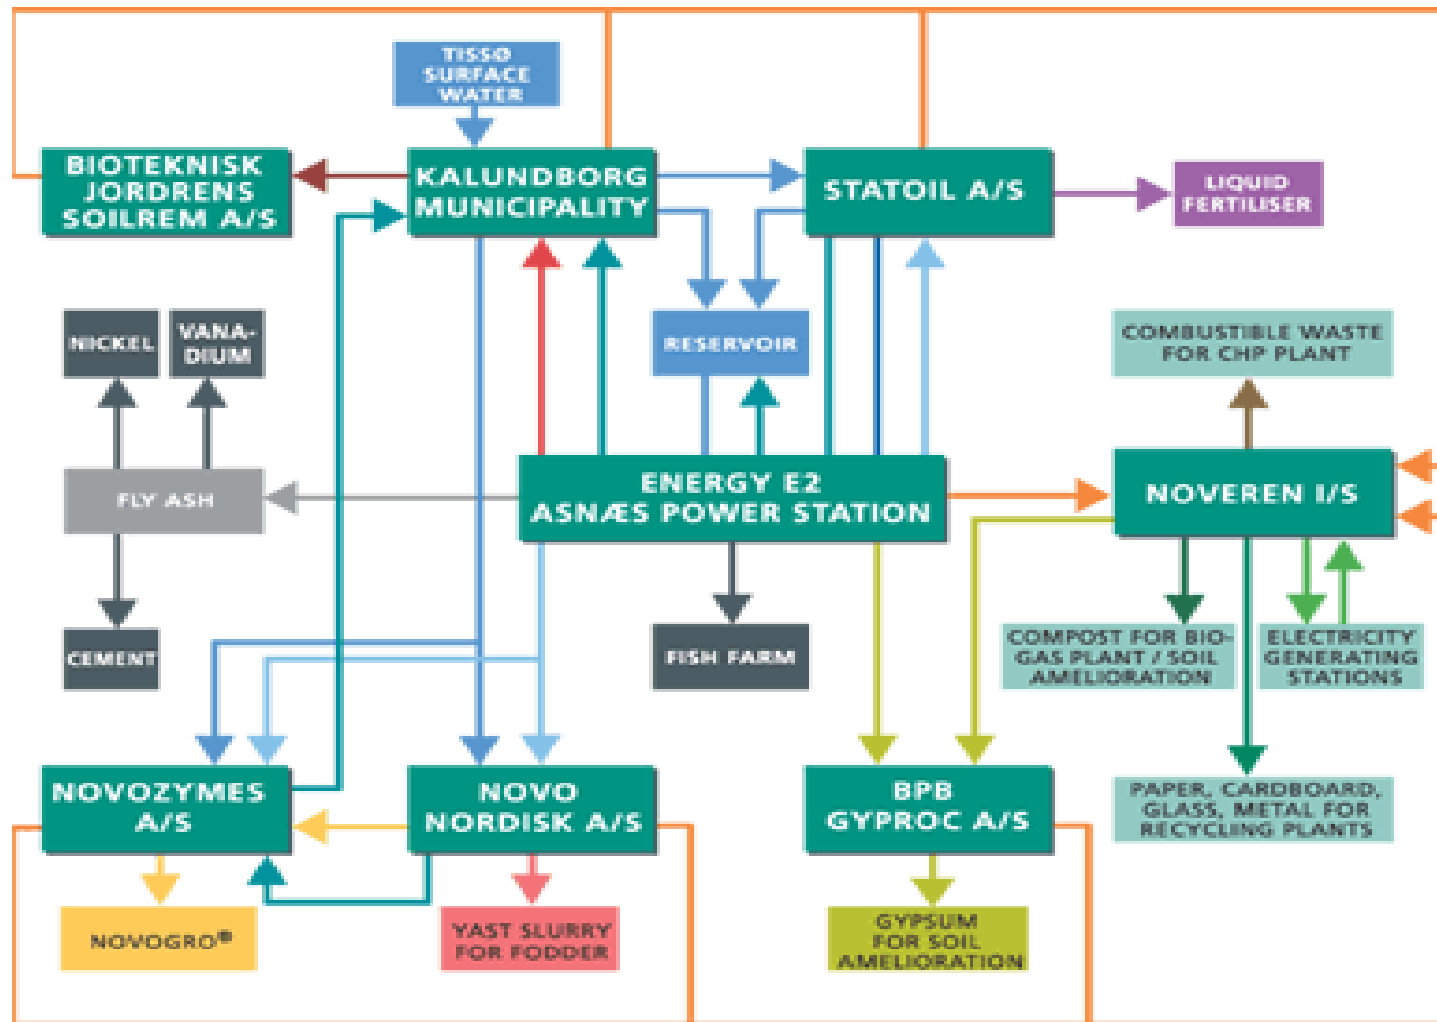 TISSØ
SURFACE
WATER
BIOTEKNISK
JORDRENS
SOILREM A/S
KALUNDBORG
MUNICIPALITY
STATOIL A/S
LIQUID
FERTILISER
NICKEL
VANA-
DIUM
RESERVOIR
COMBUSTIBLE WASTE
FOR CHP PLANT
FLY ASH
ENERGY E2
ASNÆS POWER STATION
NOVEREN I/S
CEMENT
FISH FARM
COMPOST FOR BIO-
GAS PLANT / SOIL
AMELIORATION
ELECTRICITY
GENERATING
STATIONS
NOVOZYMES
A/S
NOVO
NORDISK A/S
BPB
GYPROC A/S
PAPER, CARDBOARD,
GLASS, METAL FOR
RECYCLING PLANTS
NOVOGRO®
YAST SLURRY
FOR FODDER
GYPSUM
FOR SOIL
AMELIORATION